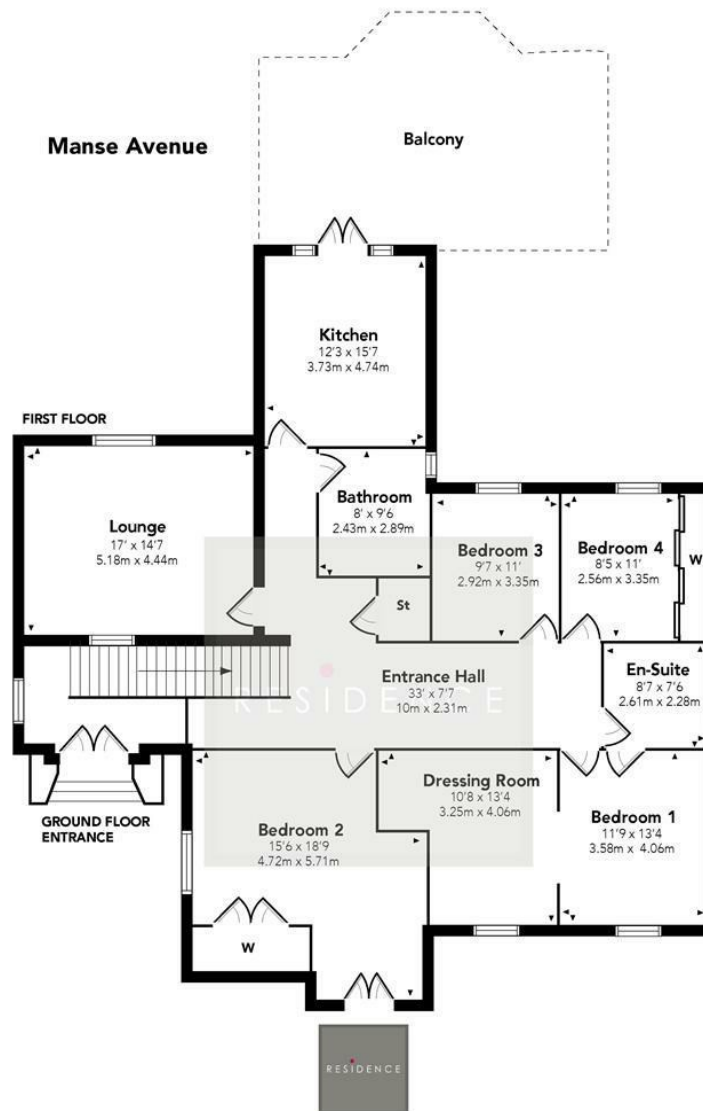 Manse Avenue
Balcony
Kitchen
12'3 x 15'7
3.73m x 4.74m
FIRST FLOOR
Lounge
17' x 14'7
5.18m x 4.44m
Bathroom
8' x 9'6
2.43m x 2.89m
Bedroom 3
9'7 x 11'
2.92m x 3.35m
Bedroom 4
8'5 x 11'
2.56m x 3.35m
W
St
Entrance Hall
33' x 7'7
10m x 2.31m
RESIDENCE
En-Suite
8'7 x 7'6
2.61m x 2.28m
GROUND FLOOR
ENTRANCE
Bedroom 2
15'6 x 18'9
4.72m x 5.71m
Dressing Room
10'8 x 13'4
3.25m x 4.06m
Bedroom 1
11'9 x 13'4
3.58m x 4.06m
W
RESIDENCE